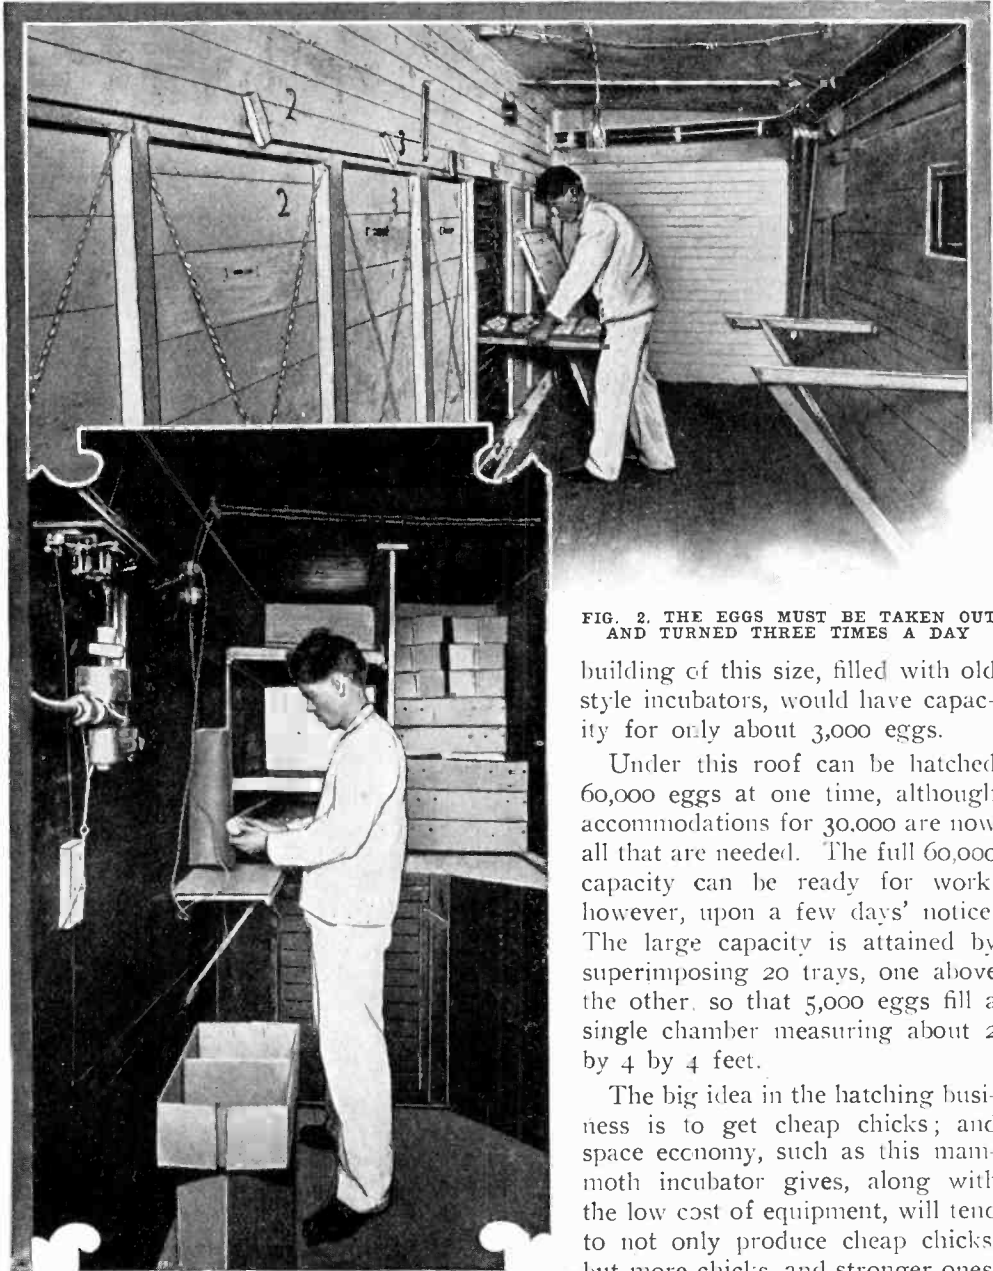 2
3
2
3
FIG. 2. THE EGGS MUST BE TAKEN OUT
AND TURNED THREE TIMES A DAY
building of this size, filled with old
style incubators, would have capac-
ity for only about 3,000 eggs.
Under this roof can be hatched
60,000 eggs at one time, although
accommodations for 30,000 are now
all that are needed. The full 60,000
capacity can be ready for work
however, upon a few days' notice
The large capacity is attained by
superimposing 20 trays, one above
the other, so that 5,000 eggs fill a
single chamber measuring about 2
by 4 by 4 feet.
The big idea in the hatching busi-
ness is to get cheap chicks; and
space economy, such as this mam-
moth incubator gives, along with
the low cost of equipment, will tend
to not only produce cheap chicks
but more chicks, and stronger ones